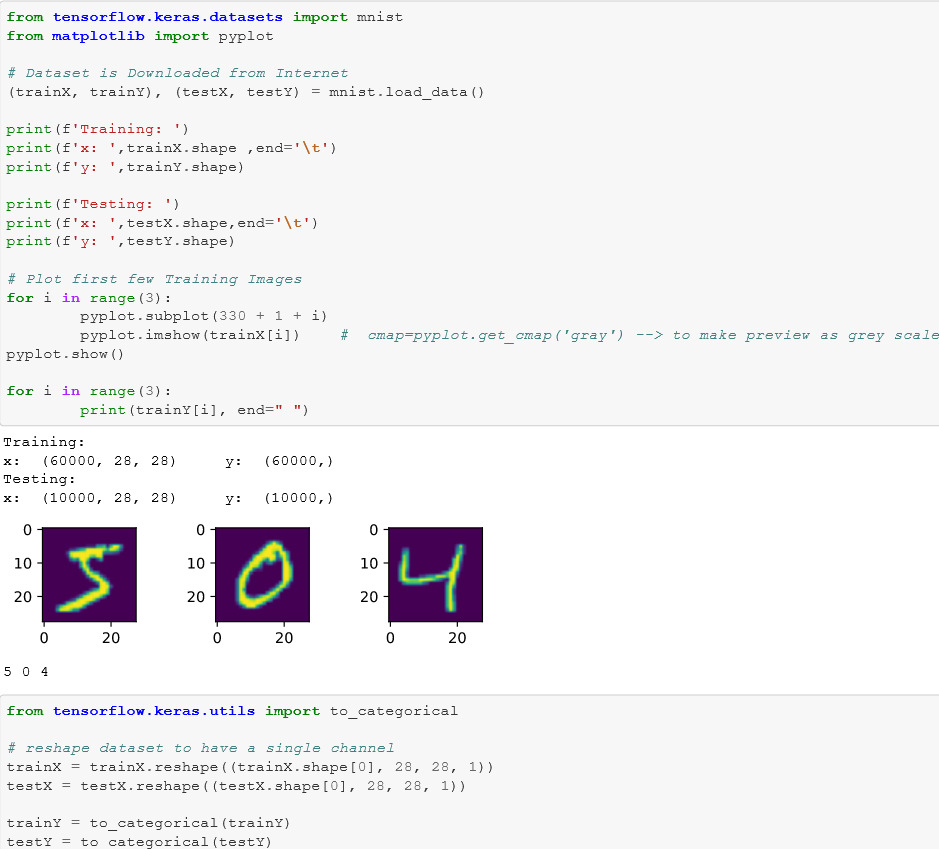 from tensorflow.keras.datasets import mnist
from matplotlib import pyplot
# Dataset is Downloaded from Internet
(trainX, trainY), (testX, testY) = mnist.load_data()
print(f'Training: ')
print(f'x: ',trainX.shape ,end='\t')
print(f'y: ',trainY.shape)
print(f'Testing: ')
print(f'x: ',testX.shape,end='\t')
print(f'y: ',testY.shape)
# Plot first few Training Images
for i in range(3):
        pyplot.subplot(330 + 1 + i)
        pyplot.imshow(trainX[i])    #  cmap=pyplot.get_cmap('gray') --> to make preview as grey scale
pyplot.show()
for i in range(3):
        print(trainY[i], end=" ")
Training:
x:  (60000, 28, 28)     y:  (60000,)
Testing:
x:  (10000, 28, 28)     y:  (10000,)
0 0 0
5 0 4
10 10 10
20 20 20
0 20 0 20 0 20
5 0 4
from tensorflow.keras.utils import to_categorical
# reshape dataset to have a single channel
trainX = trainX.reshape((trainX.shape[0], 28, 28, 1))
testX = testX.reshape((testX.shape[0], 28, 28, 1))
trainY = to_categorical(trainY)
testY = to_categorical(testY)